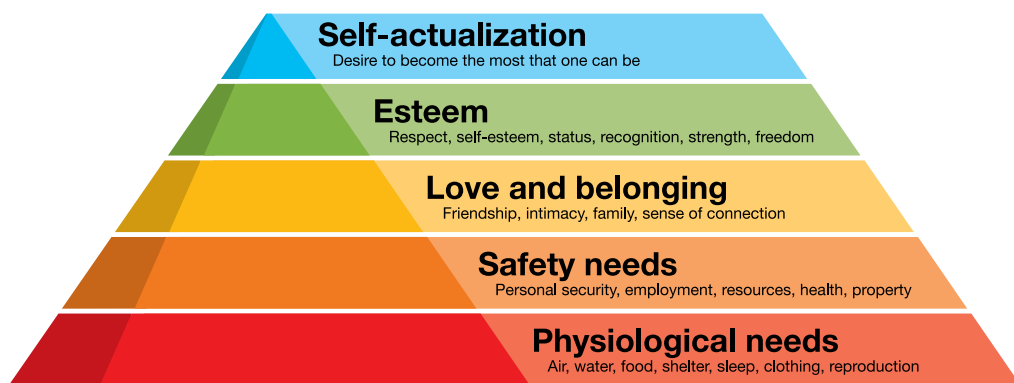 Self-actualization
Desire to become the most that one can be
Esteem
Respect, self-esteem, status, recognition, strength, freedom
Love and belonging
Friendship, intimacy, family, sense of connection
Safety needs
Personal security, employment, resources, health, property
Physiological needs
Air, water, food, shelter, sleep, clothing, reproduction